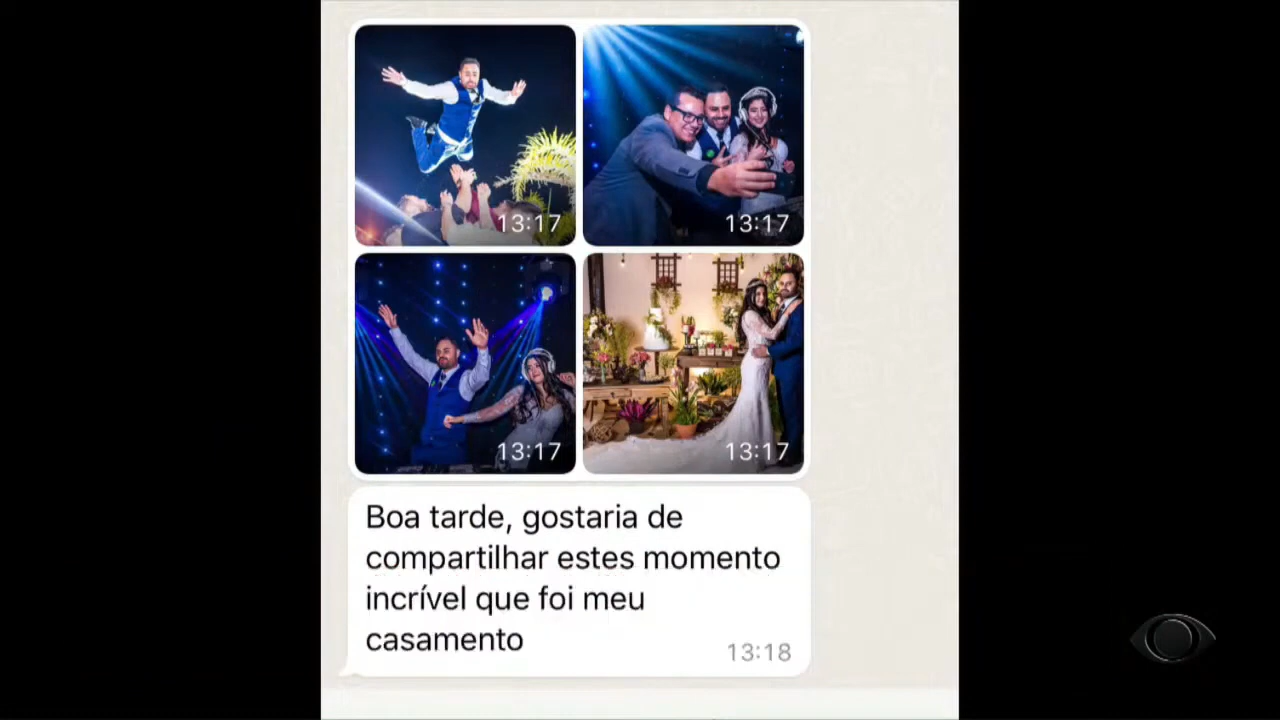 13:17
13:17
13:17
13:17
Boa tarde, gostaria de
compartilhar estes momento
incrível que foi meu
casamento
13:18